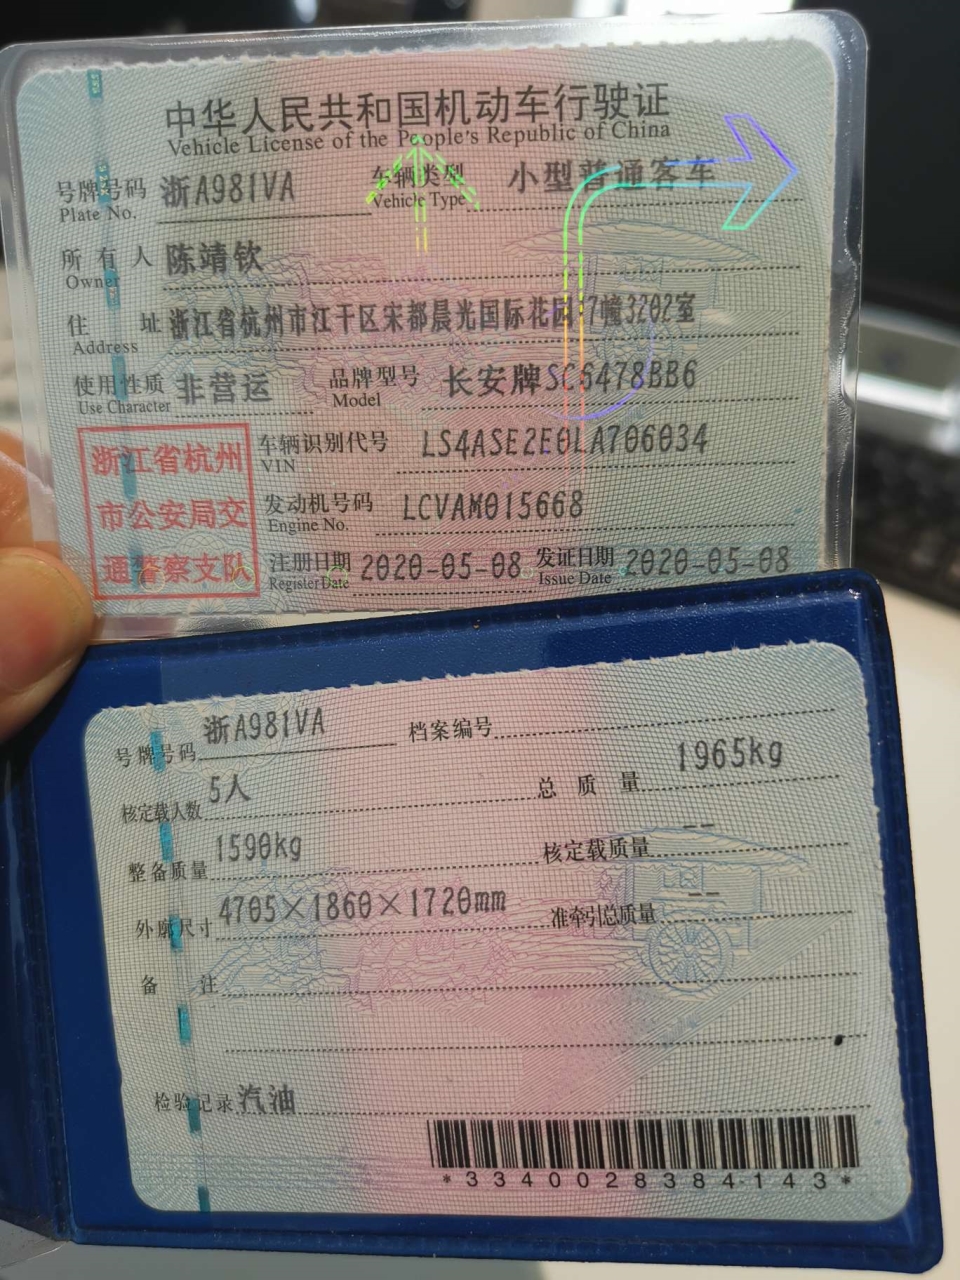 中华人民共和国机动车行驶证
Vehicle License of the People's Republic of China
号牌号码 浙A981VA 车辆类型 小型普通客车
Plate No. Vehicle Type
所有人 陈靖钦
Owner
住址 浙江省杭州市江干区宋都晨光国际花园7幢3202室
Address
使用性质 非营运 品牌型号 长安牌SC6478BB6
Use Character Model
浙江省杭州市公安局交通警察支队
车辆识别代号 LS4ASE2E0LA706034
VIN
发动机号码 LCVAM015668
Engine No.
注册日期 2020-05-08 发证日期 2020-05-08
Register Date Issue Date
号牌号码 浙A981VA 档案编号
核定载人数 5人 总质量 1965kg
整备质量 1590kg 核定载质量 --
外廓尺寸 4705×1860×1720mm 准牵引总质量 --
备注
检验记录 汽油
*3340028384143*